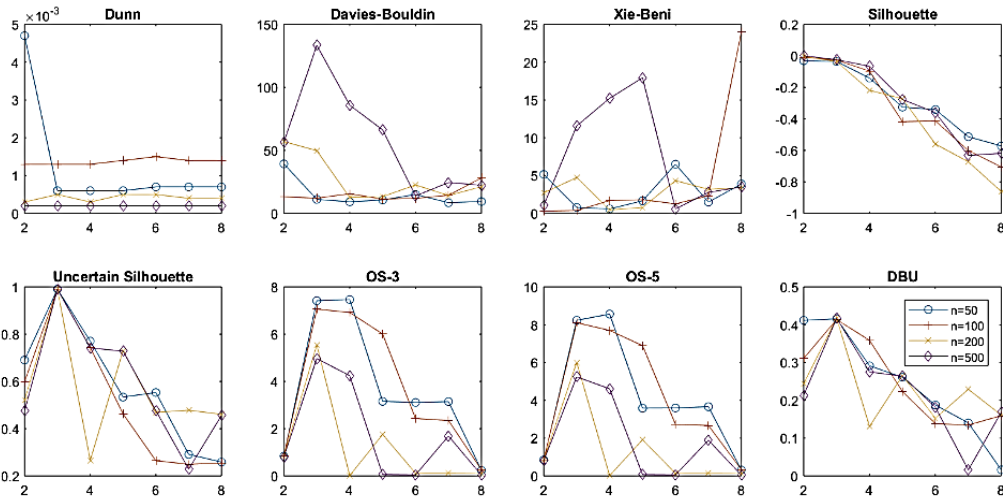 Dunn
×10⁻³
5
4
3
2
1
0
2 4 6 8
Davies-Bouldin
150
100
50
0
2 4 6 8
Xie-Beni
25
20
15
10
5
0
2 4 6 8
Silhouette
0.2
0
-0.2
-0.4
-0.6
-0.8
-1
2 4 6 8
Uncertain Silhouette
1
0.8
0.6
0.4
0.2
2 4 6 8
OS-3
8
6
4
2
0
2 4 6 8
OS-5
10
8
6
4
2
0
2 4 6 8
DBU
0.5
0.4
0.3
0.2
0.1
0
2 4 6 8
n=50
n=100
n=200
n=500